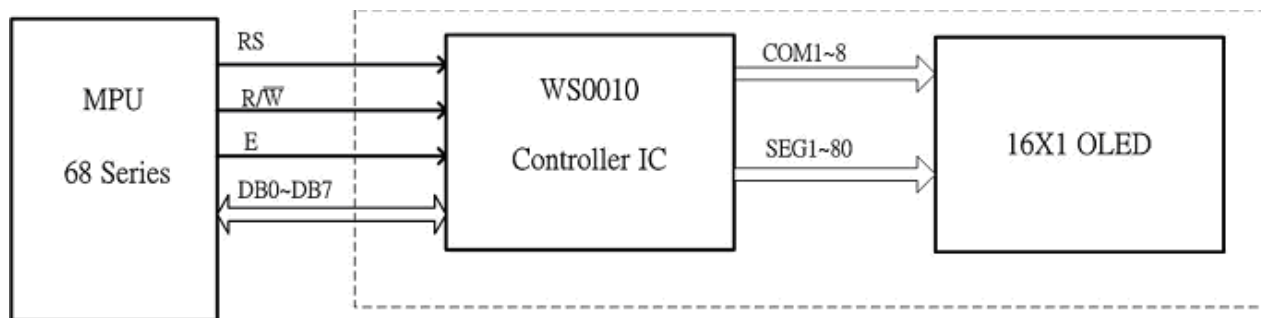 MPU
68 Series
RS
R/W̅
E
DB0~DB7
WS0010
Controller IC
COM1~8
SEG1~80
16X1 OLED